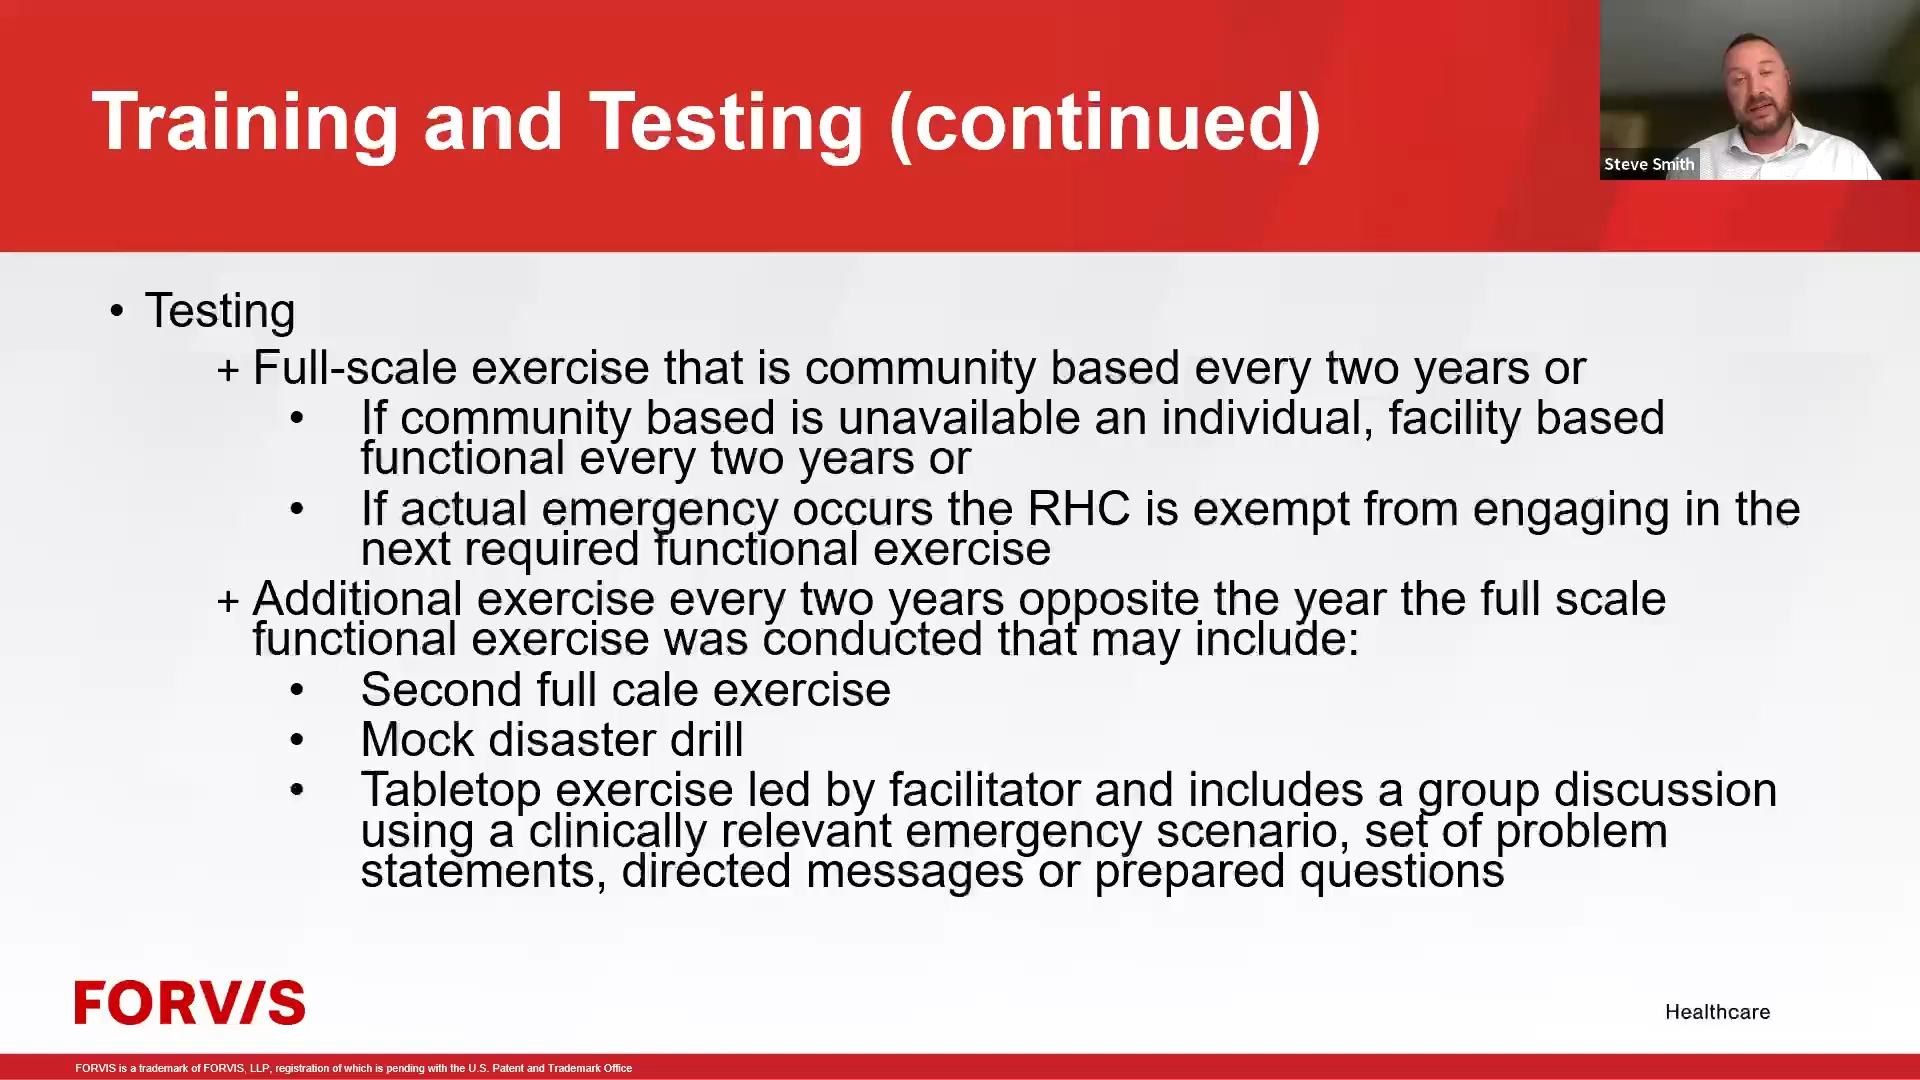 Training and Testing (continued)
Steve Smith
• Testing
+ Full-scale exercise that is community based every two years or
• If community based is unavailable an individual, facility based
functional every two years or
• If actual emergency occurs the RHC is exempt from engaging in the
next required functional exercise
+ Additional exercise every two years opposite the year the full scale
functional exercise was conducted that may include:
• Second full cale exercise
• Mock disaster drill
• Tabletop exercise led by facilitator and includes a group discussion
using a clinically relevant emergency scenario, set of problem
statements, directed messages or prepared questions
FORVIS
Healthcare
FORVIS is a trademark of FORVIS, LLP, registration of which is pending with the U.S. Patent and Trademark Office